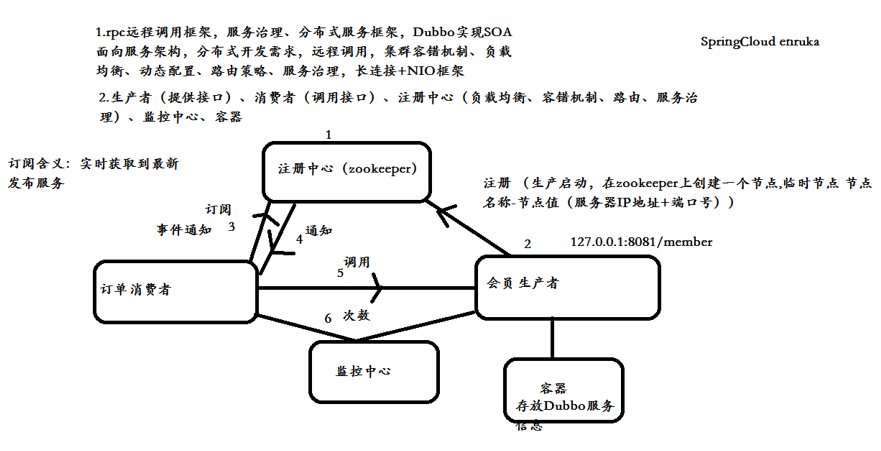 1.rpc远程调用框架，服务治理、分布式服务框架，Dubbo实现SOA
面向服务架构，分布式开发需求，远程调用，集群容错机制、负载
均衡、动态配置、路由策略、服务治理，长连接+NIO框架
SpringCloud enruka
2.生产者（提供接口）、消费者（调用接口）、注册中心（负载均衡、容错机制、路由、服务治
理）、监控中心、容器
1
订阅含义：实时获取到最新
发布服务
注册中心（zookeeper）
注册 （生产启动，在zookeeper上创建一个节点,临时节点 节点
名称-节点值（服务器IP地址+端口号））
订阅
事件通知
3
4
通知
2
127.0.0.1:8081/member
调用
5
订单消费者
会员生产者
6
次数
监控中心
容器
存放Dubbo服务
信息